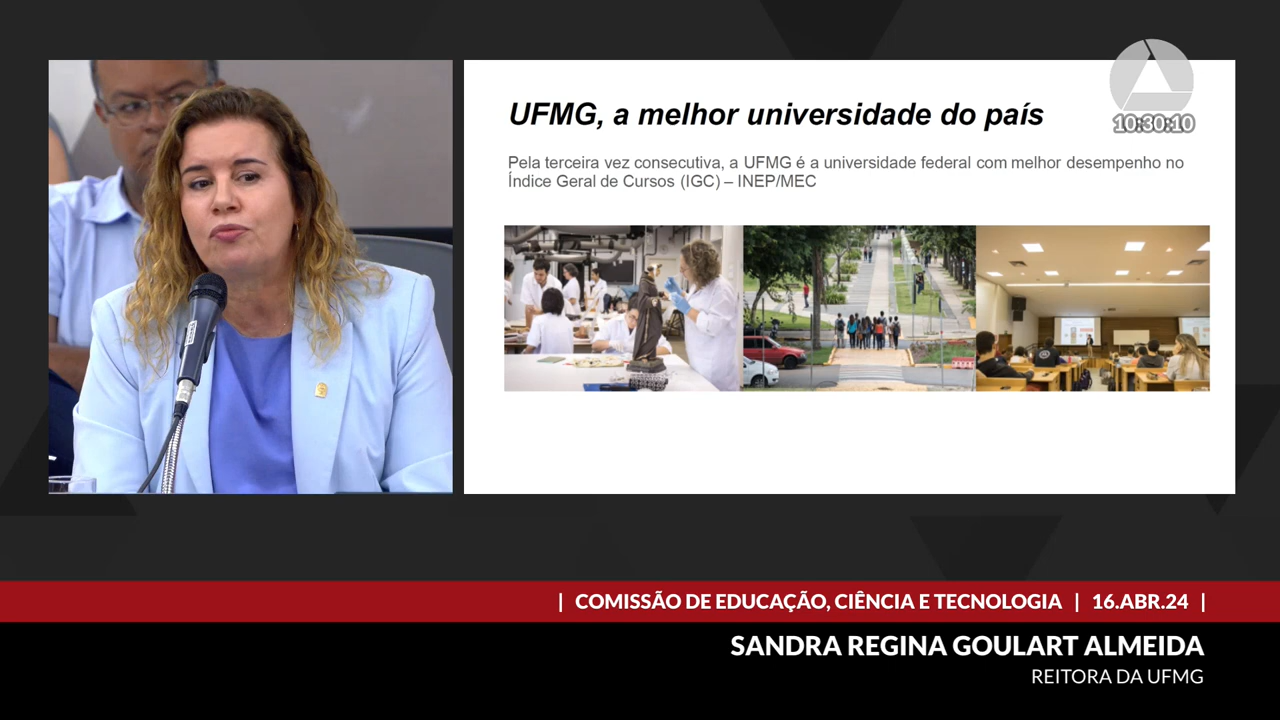 UFMG, a melhor universidade do país
10:30:10
Pela terceira vez consecutiva, a UFMG é a universidade federal com melhor desempenho no
Índice Geral de Cursos (IGC) – INEP/MEC
| COMISSÃO DE EDUCAÇÃO, CIÊNCIA E TECNOLOGIA | 16.ABR.24 |
SANDRA REGINA GOULART ALMEIDA
REITORA DA UFMG